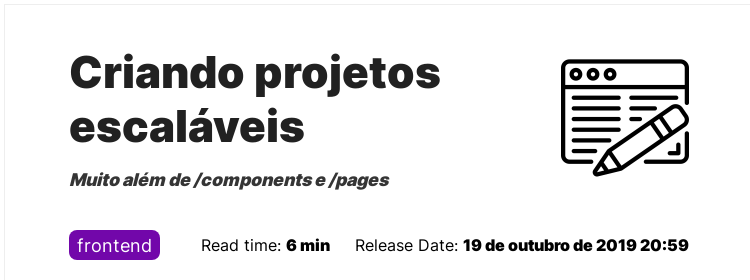 Criando projetos
escaláveis
Muito além de /components e /pages
frontend Read time: 6 min Release Date: 19 de outubro de 2019 20:59